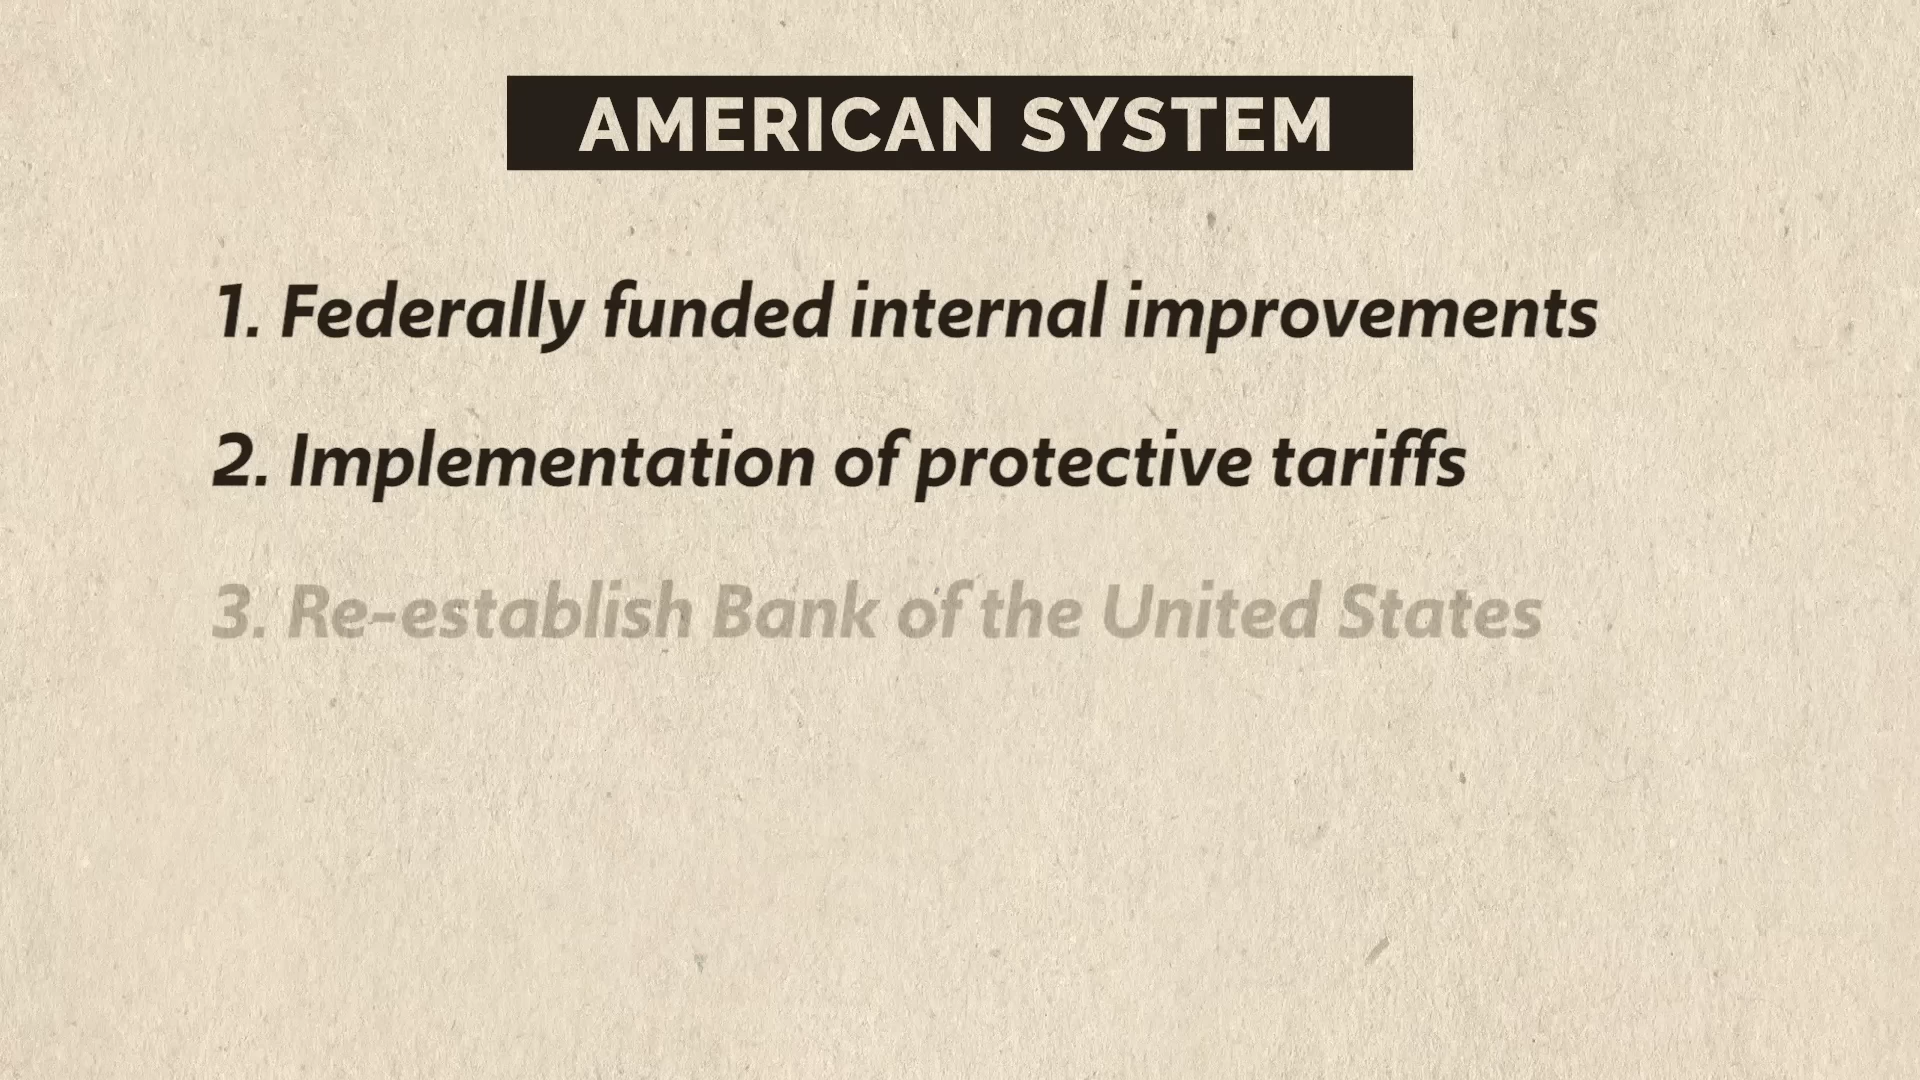 AMERICAN SYSTEM
1. Federally funded internal improvements
2. Implementation of protective tariffs
3. Re-establish Bank of the United States